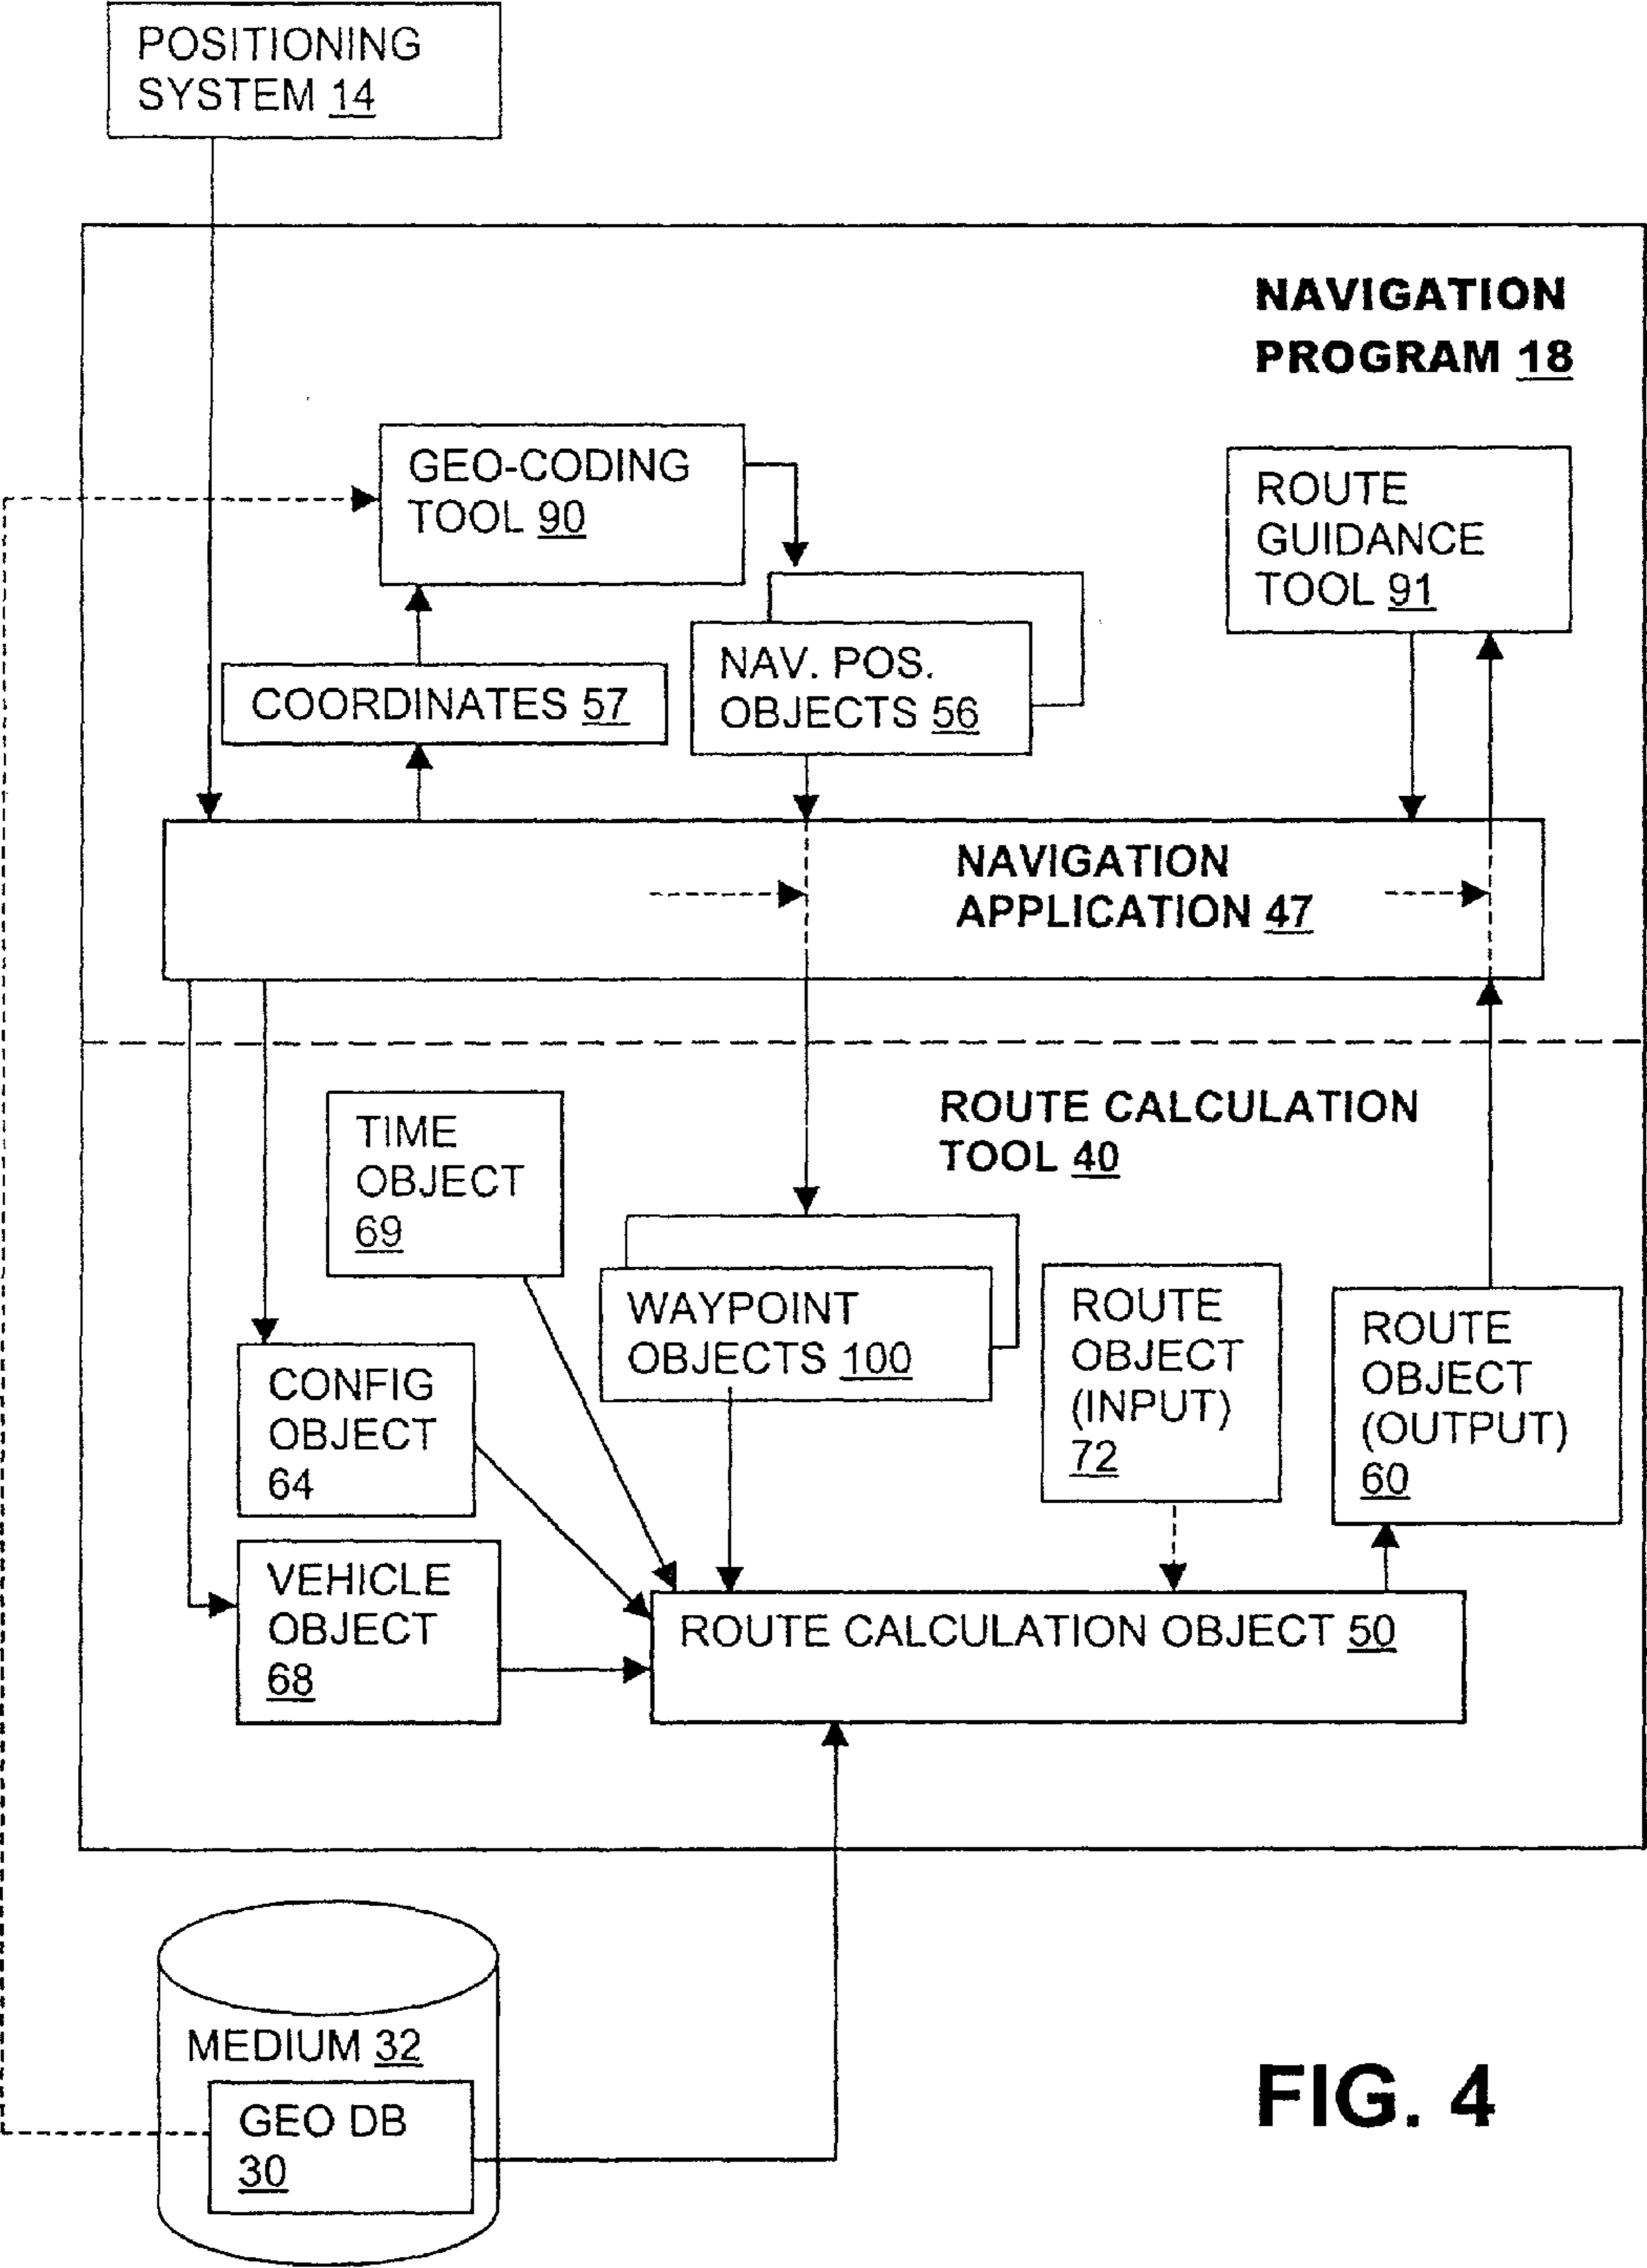 POSITIONING
SYSTEM 14
NAVIGATION
PROGRAM 18
GEO-CODING
TOOL 90
ROUTE
GUIDANCE
TOOL 91
NAV. POS.
OBJECTS 56
COORDINATES 57
NAVIGATION
APPLICATION 47
ROUTE CALCULATION
TOOL 40
TIME
OBJECT
69
WAYPOINT
OBJECTS 100
ROUTE
OBJECT
(INPUT)
72
ROUTE
OBJECT
(OUTPUT)
60
CONFIG
OBJECT
64
VEHICLE
OBJECT
68
ROUTE CALCULATION OBJECT 50
MEDIUM 32
GEO DB
30
FIG. 4